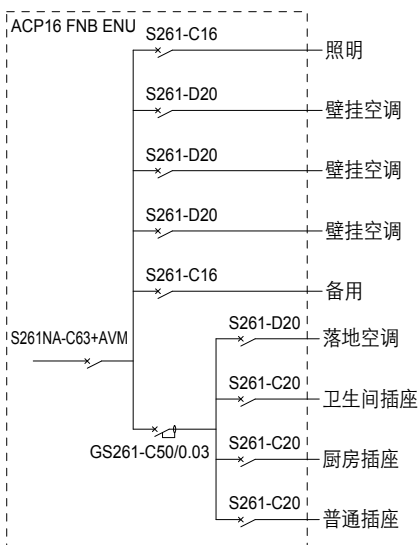 ACP16 FNB ENU
S261-C16
照明
S261-D20
壁挂空调
S261-D20
壁挂空调
S261-D20
壁挂空调
S261-C16
备用
S261NA-C63+AVM
S261-D20
落地空调
S261-C20
卫生间插座
GS261-C50/0.03
S261-C20
厨房插座
S261-C20
普通插座